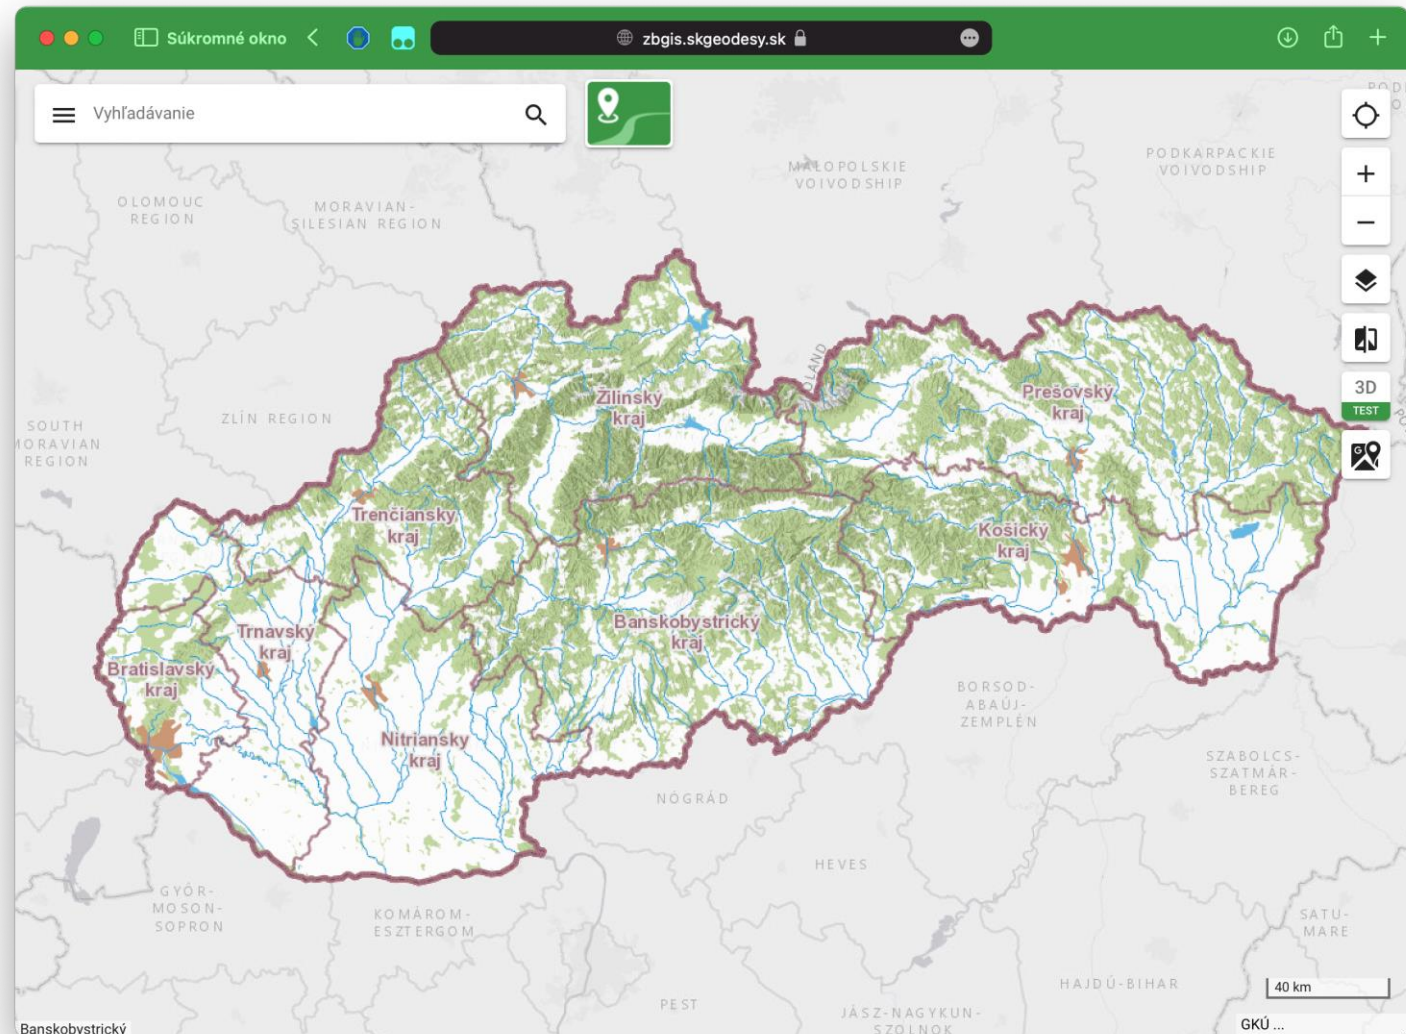 Súkromné okno
zbgis.skgeodesy.sk
Vyhľadávanie
MAŁOPOLSKIE
VOIVODSHIP
PODKARPACKIE
VOIVODSHIP
OLOMOUC
REGION
MORAVIAN-
SILESIAN REGION
3D
TEST
ZLÍN REGION
SOUTH
MORAVIAN
REGION
POLAND
Žilinský
kraj
Prešovský
kraj
Trenčiansky
kraj
Košický
kraj
Banskobystrický
kraj
Trnavský
kraj
Bratislavský
kraj
Nitriansky
kraj
BORSOD-
ABAÚJ-
ZEMPLÉN
SZABOLCS-
SZATMÁR-
BEREG
NÓGRÁD
HEVES
GYŐR-
MOSON-
SOPRON
KOMÁROM-
ESZTERGOM
SATU-
MARE
HAJDÚ-BIHAR
PEST
JÁSZ-NAGYKUN-
SZOLNOK
40 km
Banskobystrický
GKÚ ...